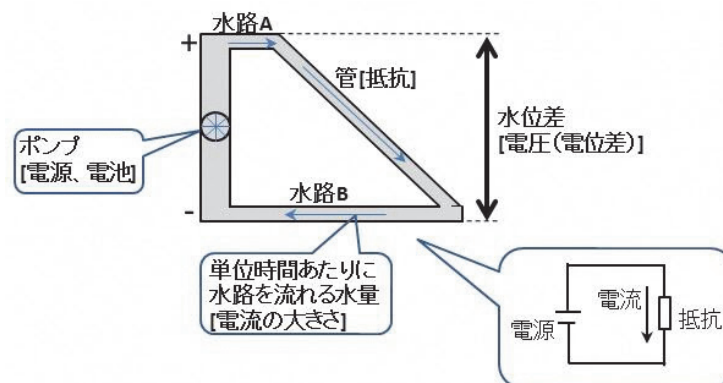 水路A
+
管[抵抗]
水位差
[電圧(電位差)]
ポンプ
[電源、電池]
水路B
-
単位時間あたりに
水路を流れる水量
[電流の大きさ]
電流
電源
抵抗